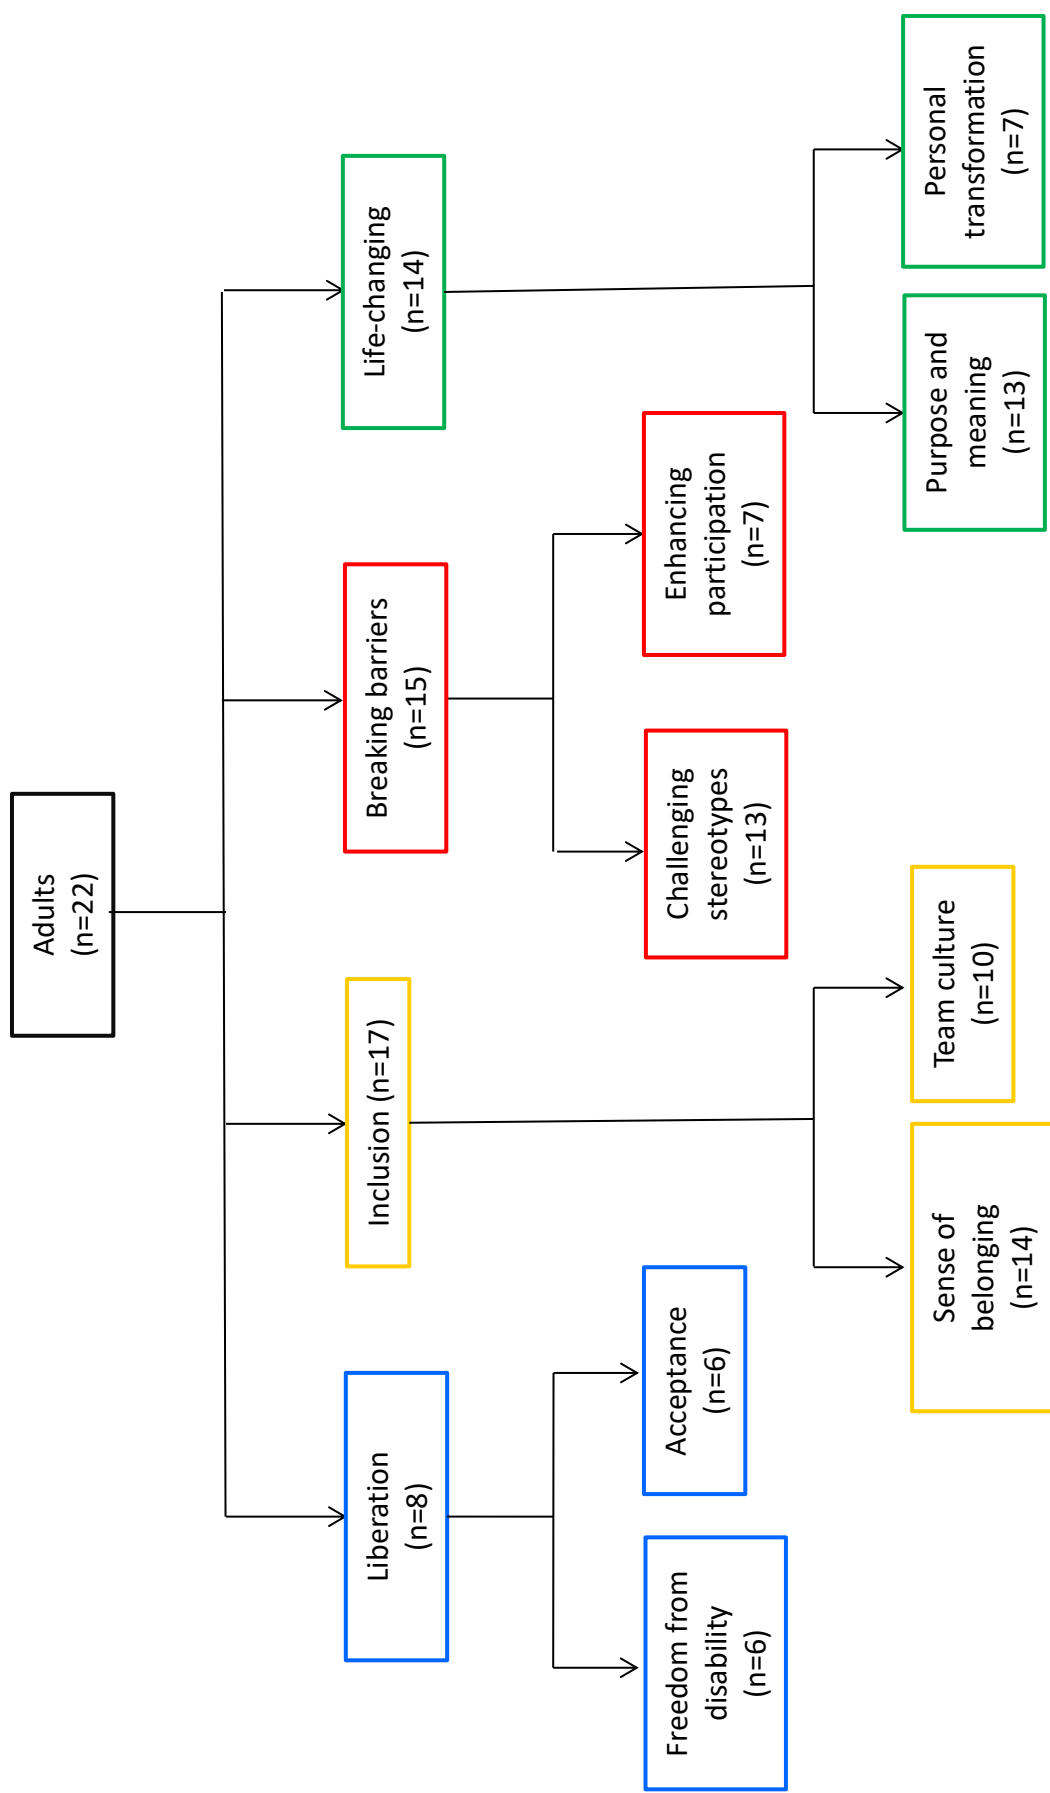 Adults
(n=22)
Liberation
(n=8)
Inclusion (n=17)
Breaking barriers
(n=15)
Life-changing
(n=14)
Freedom from
disability
(n=6)
Acceptance
(n=6)
Challenging
stereotypes
(n=13)
Enhancing
participation
(n=7)
Sense of
belonging
(n=14)
Team culture
(n=10)
Purpose and
meaning
(n=13)
Personal
transformation
(n=7)